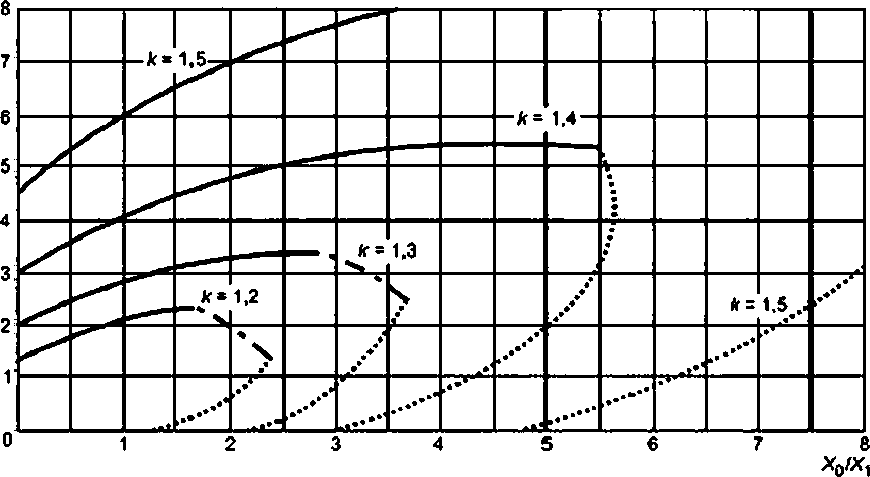 8
k = 1,5
7
6
k = 1,4
5
4
k = 1,3
3
k = 1,2
k = 1,5
2
1
0
1 2 3 4 5 6 7 8
X0/X1